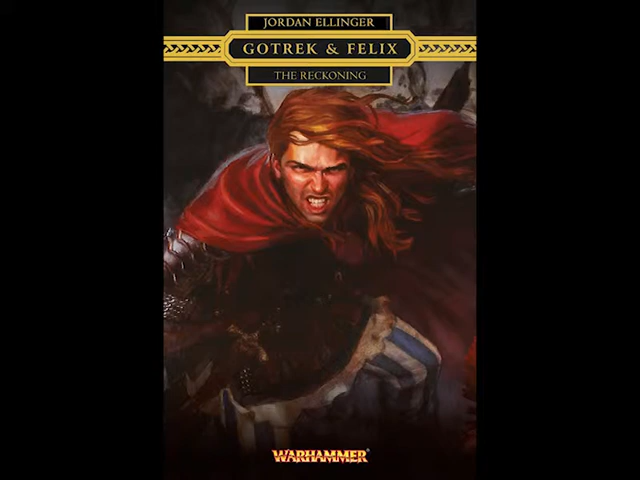 JORDAN ELLINGER
GOTREK & FELIX
THE RECKONING
WARHAMMER